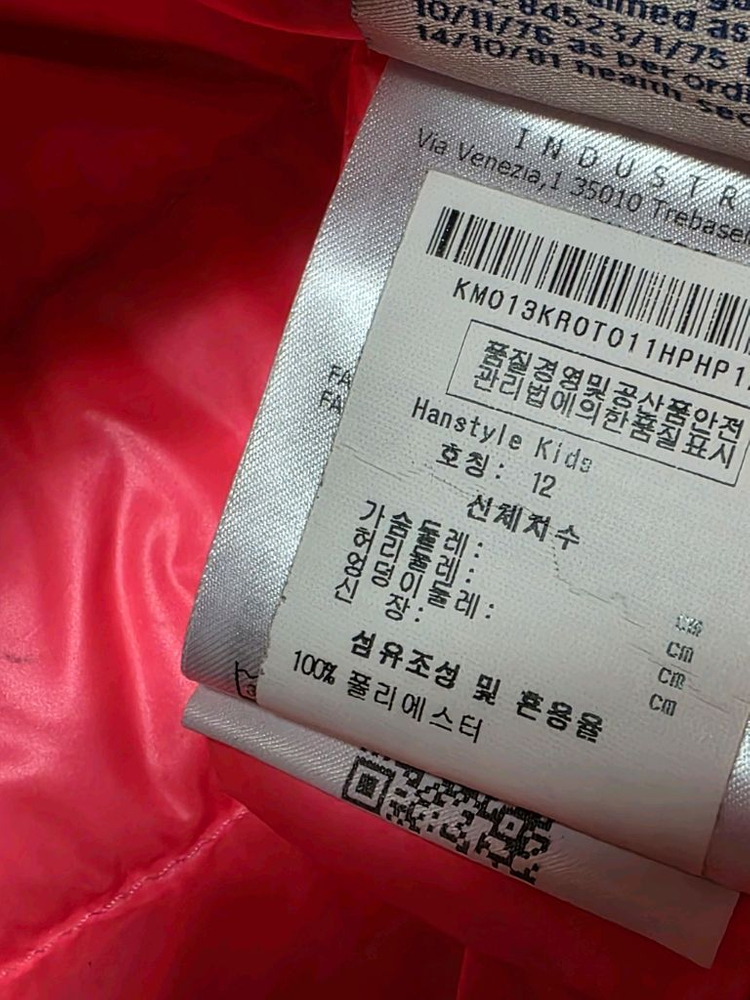 10/11/76 as per
14/10/81 health
INDUSTR
Via Venezia,1 35010 Trebasel
KM013KR0T011HPHP1
품질경영및공산품안전
관리법에의한품질표시
FA
FA
Hanstyle Kids
호칭: 12
신체치수
가슴둘레: cm
허리둘레: cm
엉덩이둘레: cm
신 장: cm
섬유조성 및 혼용율
100% 폴리에스터